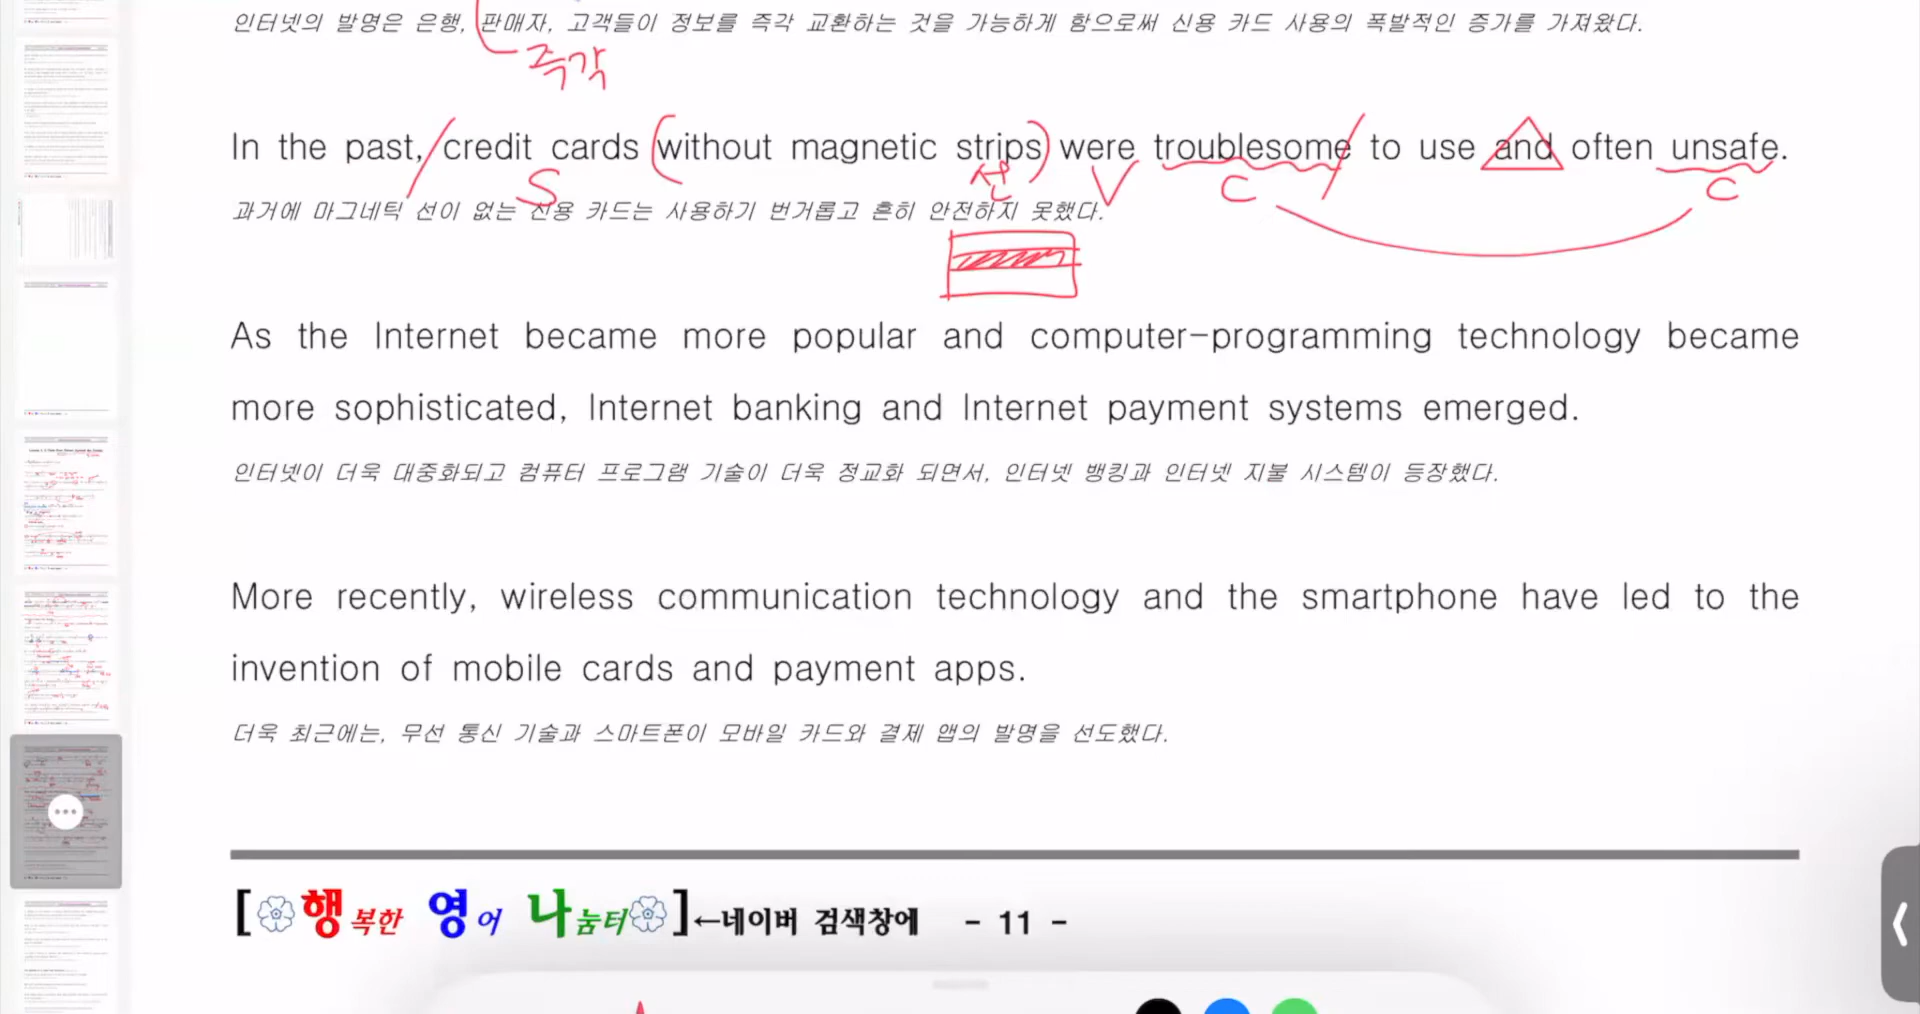 인터넷의 발명은 은행, 판매자, 고객들이 정보를 즉각 교환하는 것을 가능하게 함으로써 신용 카드 사용의 폭발적인 증가를 가져왔다.
즉각
In the past, credit cards (without magnetic strips) were troublesome to use and often unsafe.
S
선
V
C
C
과거에 마그네틱 선이 없는 신용 카드는 사용하기 번거롭고 흔히 안전하지 못했다.
As the Internet became more popular and computer-programming technology became
more sophisticated, Internet banking and Internet payment systems emerged.
인터넷이 더욱 대중화되고 컴퓨터 프로그램 기술이 더욱 정교화 되면서, 인터넷 뱅킹과 인터넷 지불 시스템이 등장했다.
More recently, wireless communication technology and the smartphone have led to the
invention of mobile cards and payment apps.
더욱 최근에는, 무선 통신 기술과 스마트폰이 모바일 카드와 결제 앱의 발명을 선도했다.
[행복한 영어 나눔터]←네이버 검색창에 - 11 -